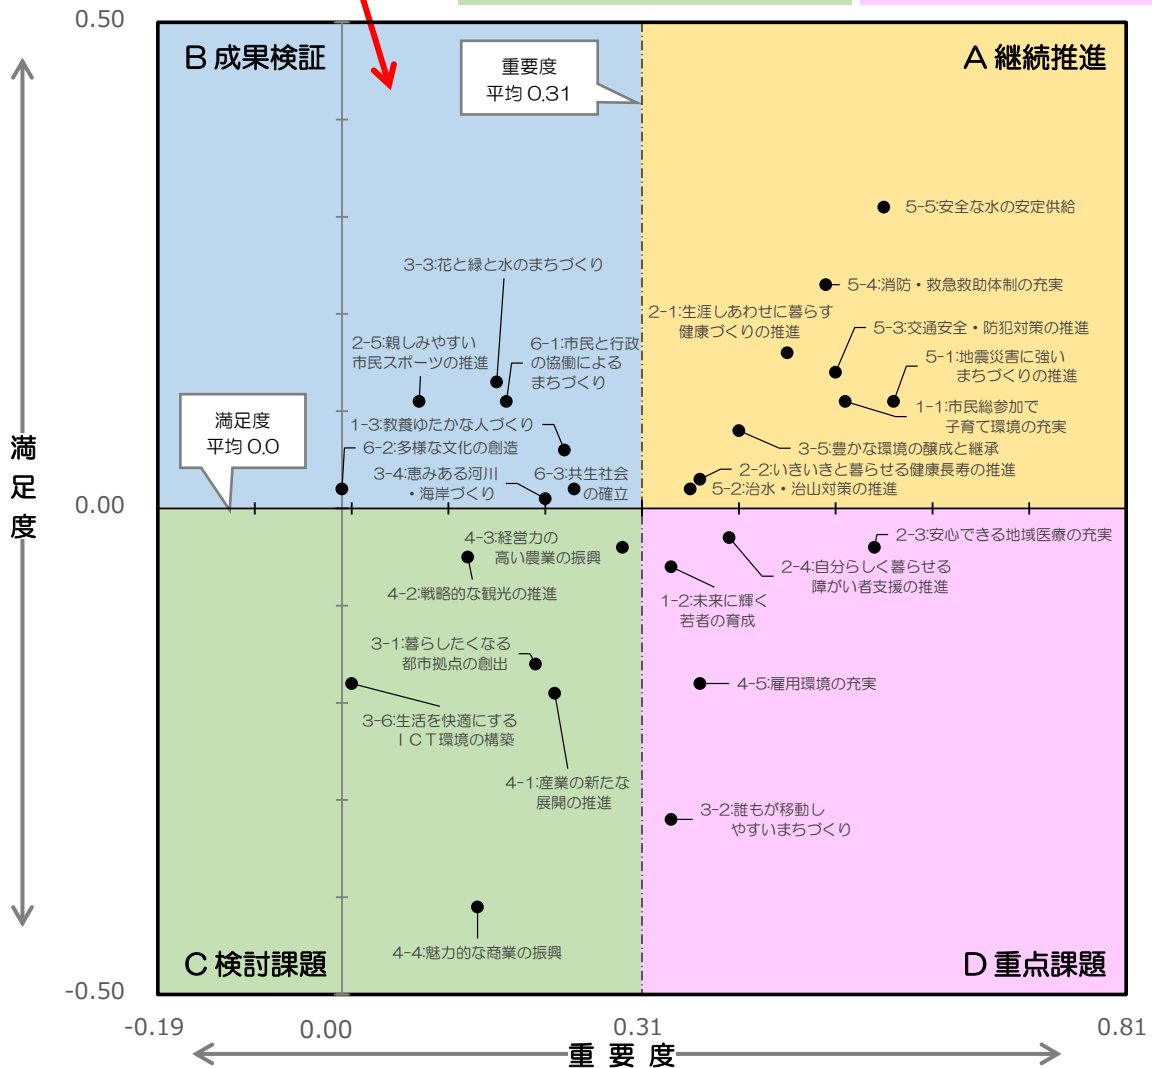 0.50
B 成果検証
重要度
平均 0.31
A 継続推進
5-5:安全な水の安定供給
3-3:花と緑と水のまちづくり
5-4:消防・救急救助体制の充実
2-1:生涯しあわせに暮らす
健康づくりの推進
5-3:交通安全・防犯対策の推進
2-5:親しみやすい
市民スポーツの推進
6-1:市民と行政
の協働による
まちづくり
5-1:地震災害に強い
まちづくりの推進
満足度
平均 0.0
1-3:教養ゆたかな人づくり
1-1:市民総参加で
子育て環境の充実
6-2:多様な文化の創造
3-5:豊かな環境の醸成と継承
3-4:恵みある河川
・海岸づくり
6-3:共生社会
の確立
2-2:いきいきと暮らせる健康長寿の推進
5-2:治水・治山対策の推進
満足度
0.00
4-3:経営力の
高い農業の振興
2-3:安心できる地域医療の充実
4-2:戦略的な観光の推進
2-4:自分らしく暮らせる
障がい者支援の推進
1-2:未来に輝く
若者の育成
3-1:暮らしたくなる
都市拠点の創出
4-5:雇用環境の充実
3-6:生活を快適にする
ICT環境の構築
4-1:産業の新たな
展開の推進
3-2:誰もが移動し
やすいまちづくり
4-4:魅力的な商業の振興
C 検討課題
D 重点課題
-0.50
-0.19
0.00
0.31
0.81
重要度